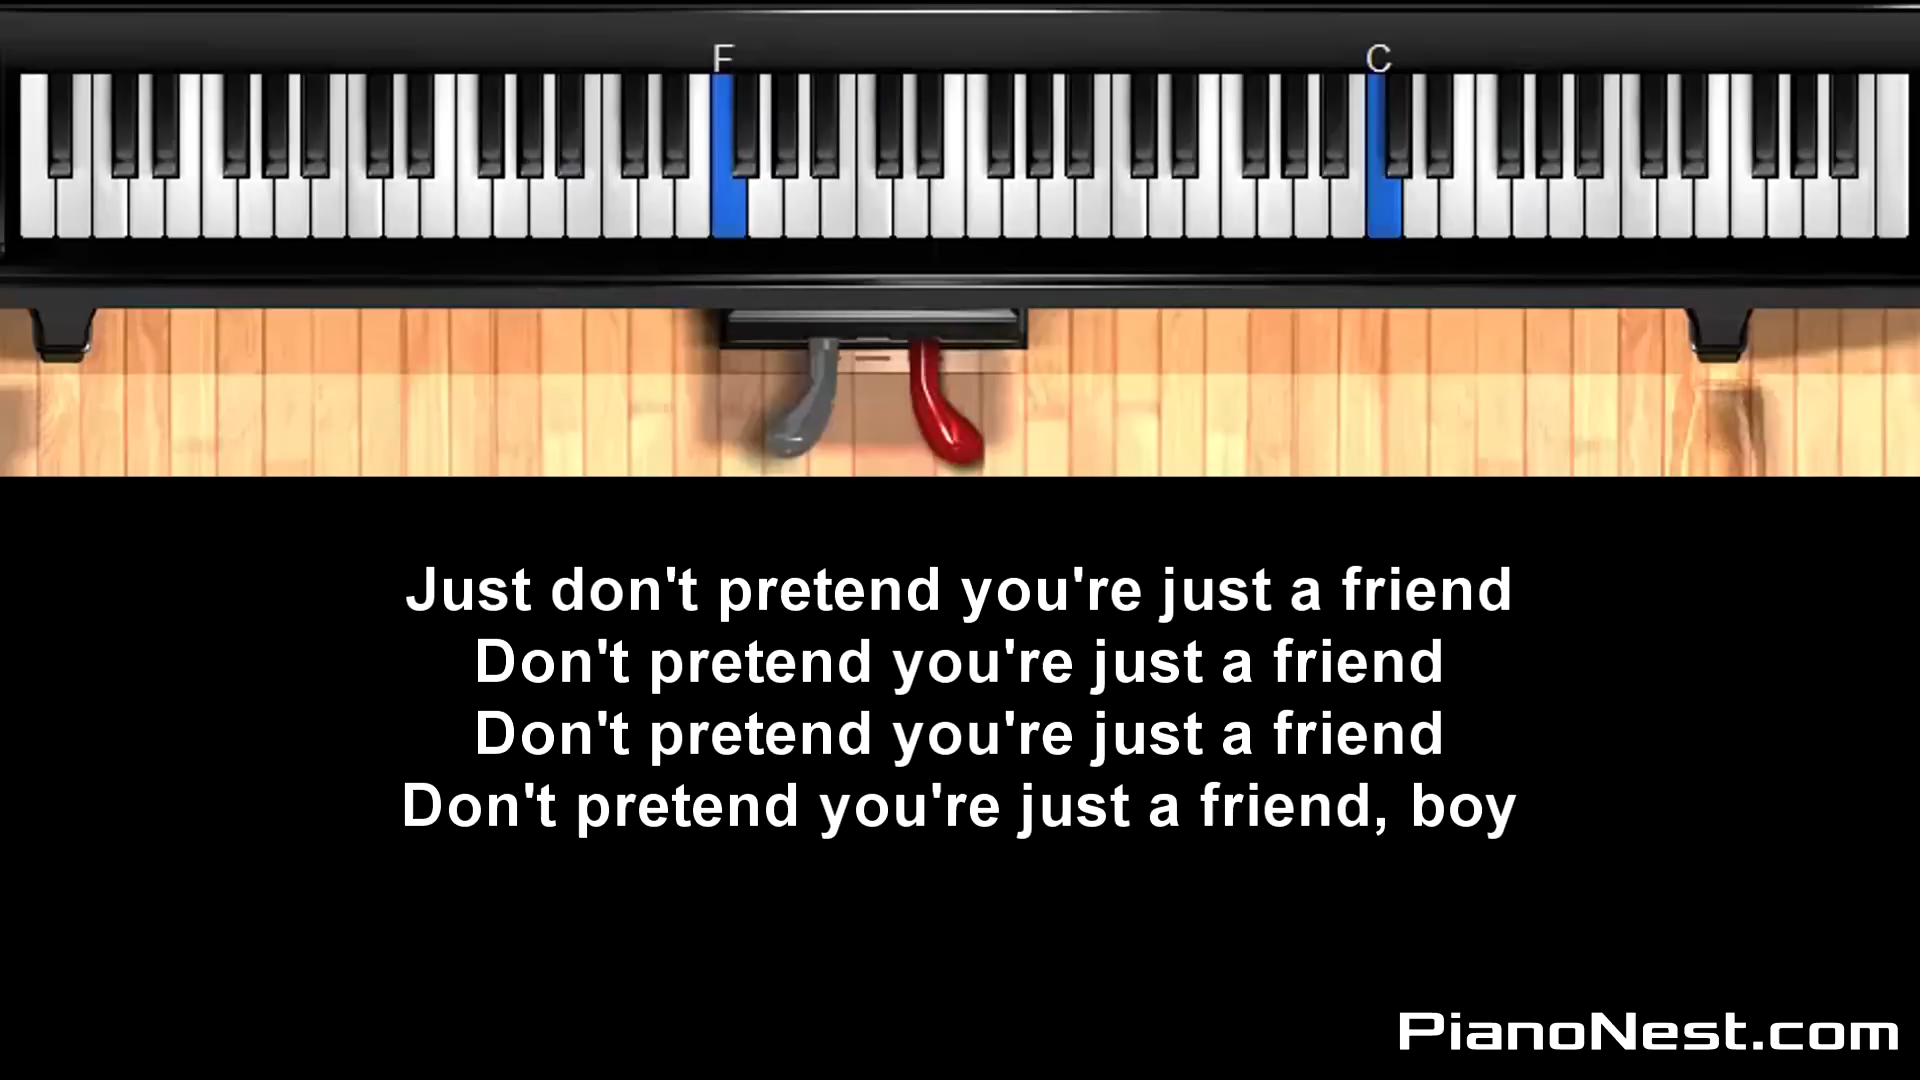 F C
Just don't pretend you're just a friend
Don't pretend you're just a friend
Don't pretend you're just a friend
Don't pretend you're just a friend, boy
PianoNest.com